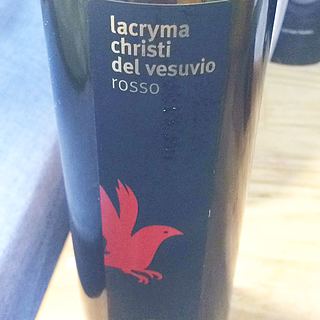 lacryma
christi
del vesuvio
rosso